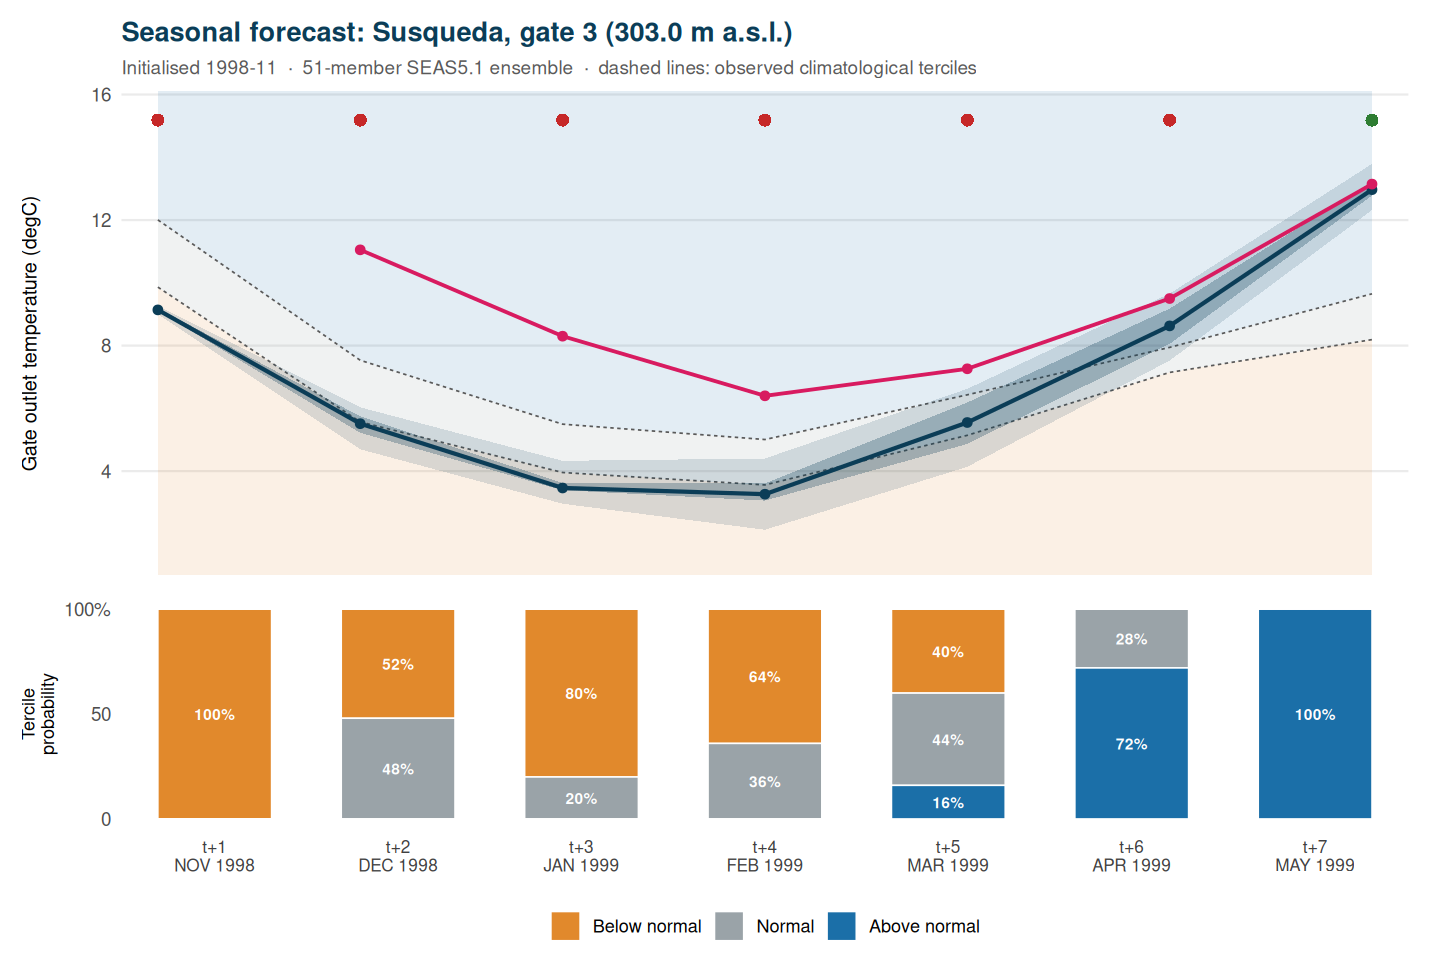 Seasonal forecast: Susqueda, gate 3 (303.0 m a.s.l.)
Initialised 1998-11 · 51-member SEAS5.1 ensemble · dashed lines: observed climatological terciles
Gate outlet temperature (degC)
16
12
8
4
Tercile
probability
100%
50
0
100%
52%
48%
80%
20%
64%
36%
40%
44%
16%
28%
72%
100%
t+1
NOV 1998
t+2
DEC 1998
t+3
JAN 1999
t+4
FEB 1999
t+5
MAR 1999
t+6
APR 1999
t+7
MAY 1999
Below normal
Normal
Above normal